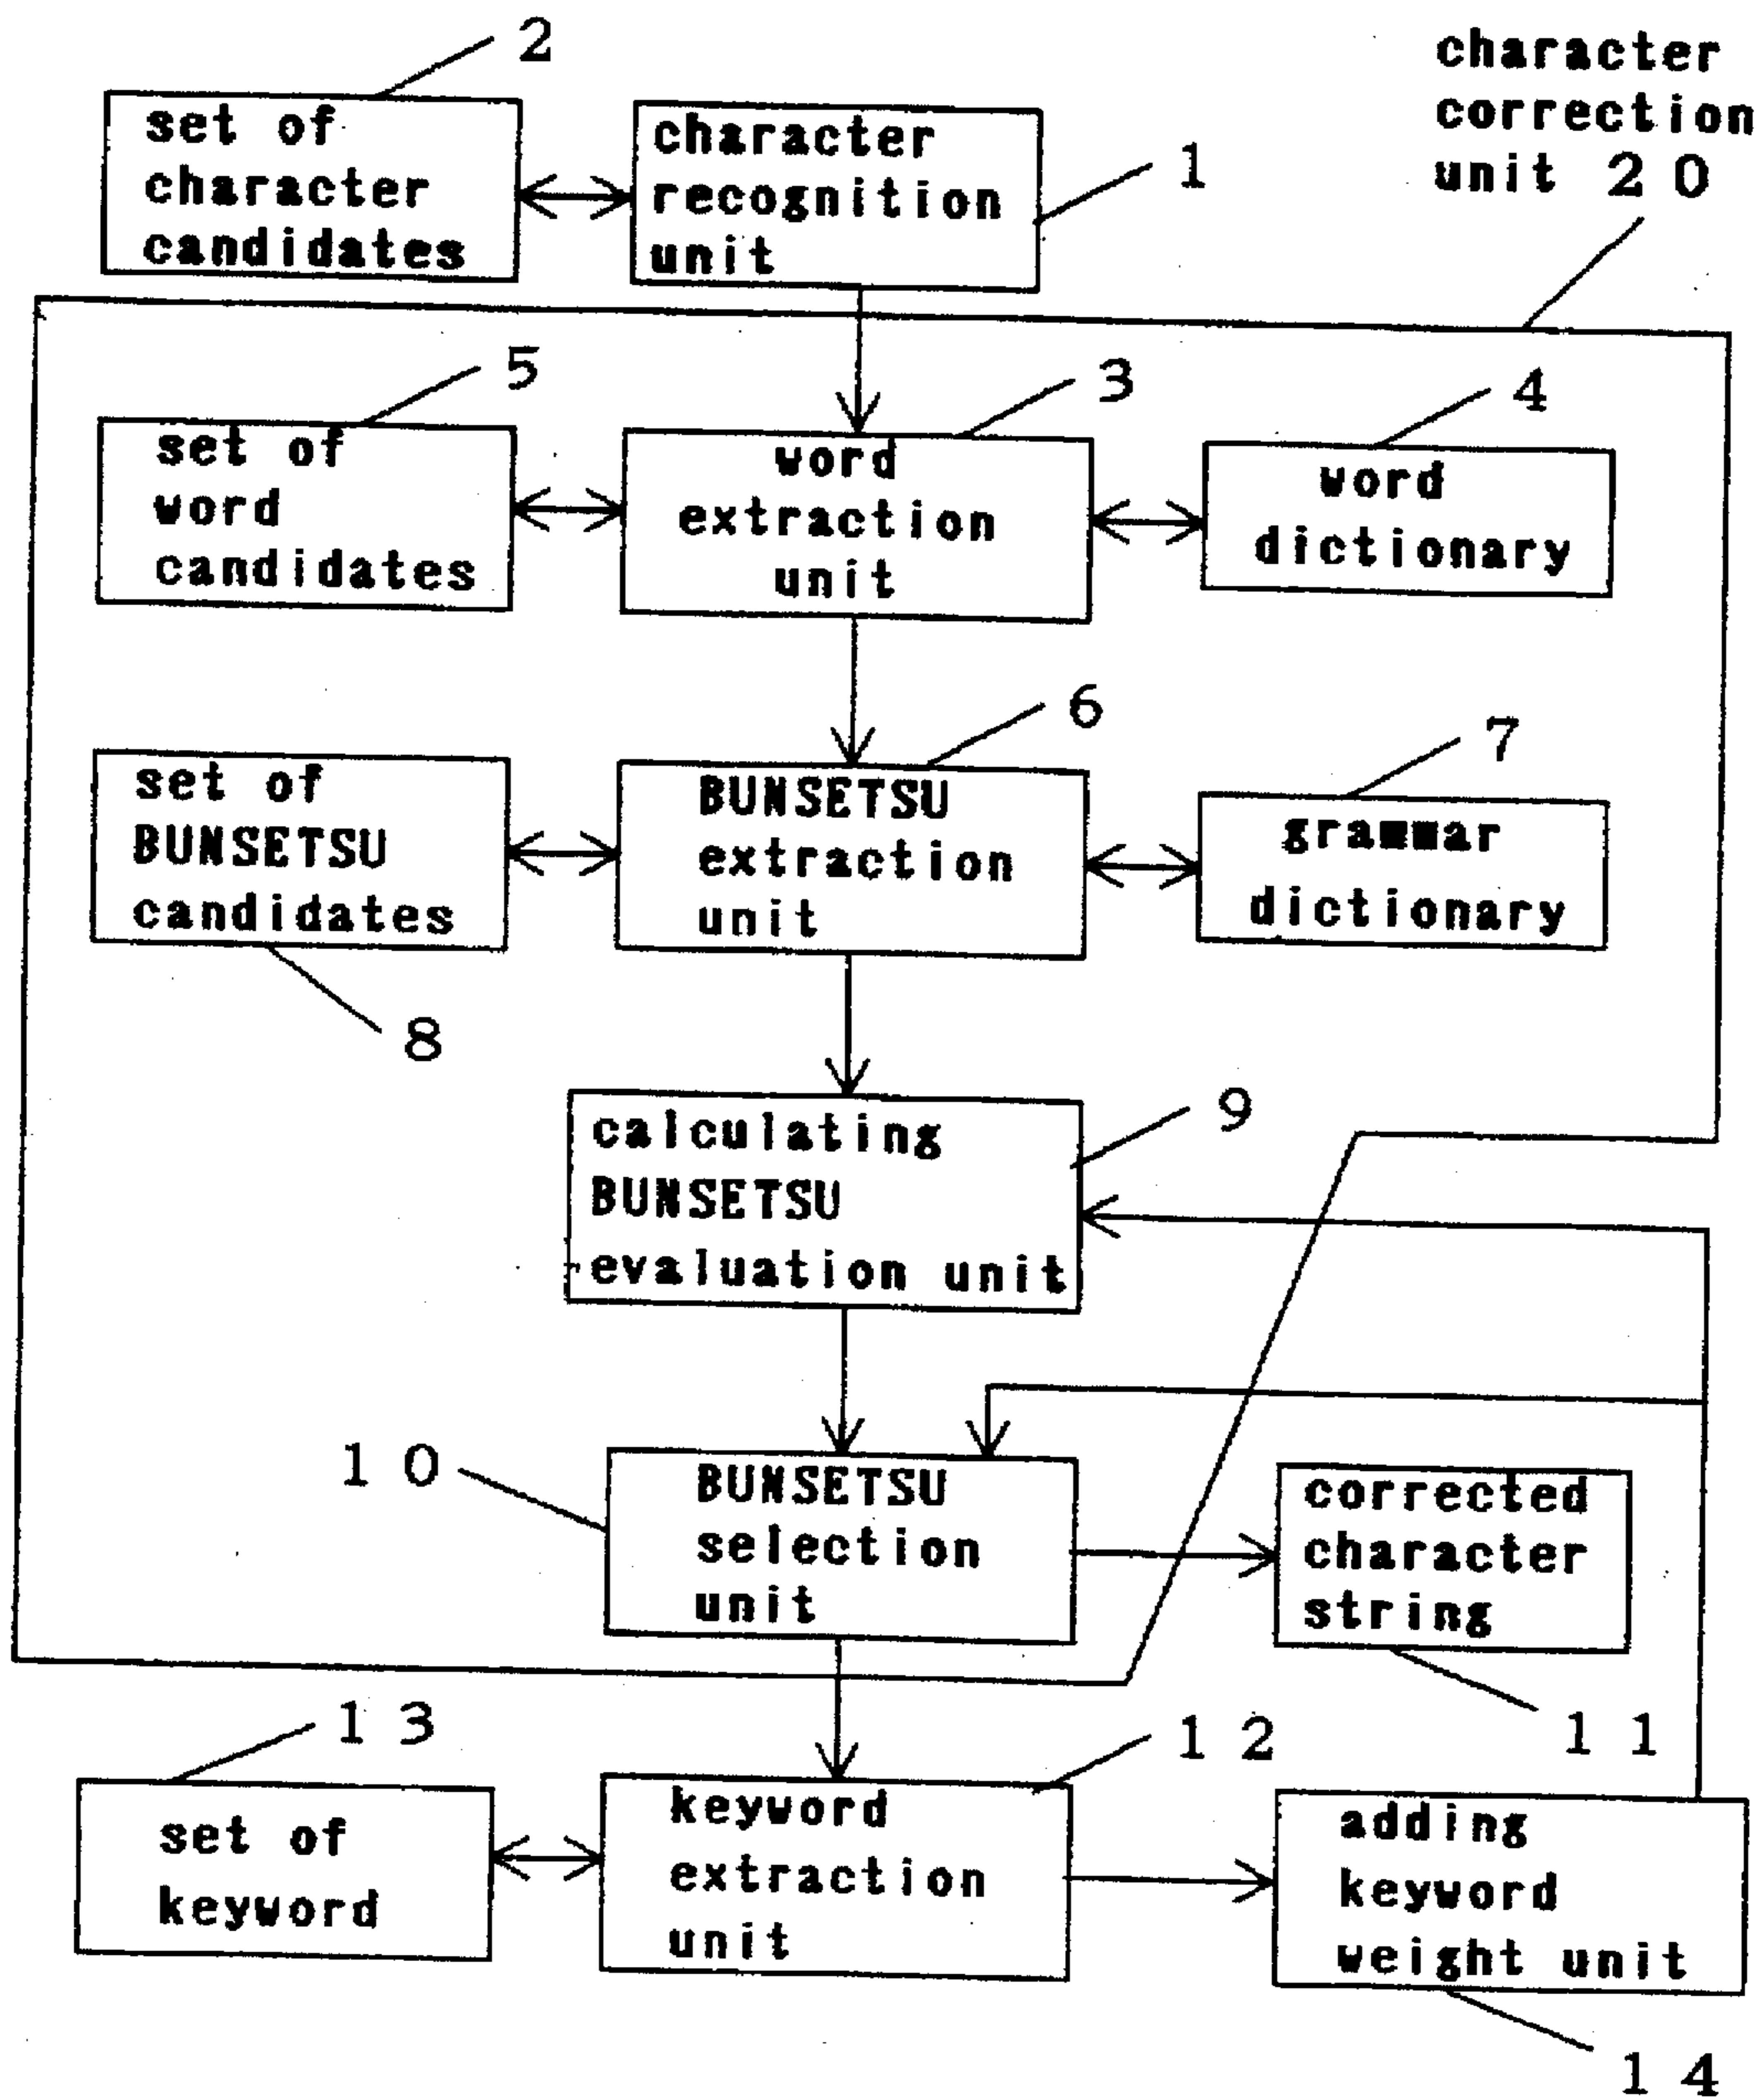 2
character
correction
unit 20
set of
character
candidates
character
recognition
unit
1
5
3
4
set of
word
candidates
word
extraction
unit
word
dictionary
6
7
set of
BUNSETSU
candidates
BUNSETSU
extraction
unit
grammar
dictionary
8
9
calculating
BUNSETSU
evaluation unit
10
BUNSETSU
selection
unit
corrected
character
string
11
13
12
set of
keyword
keyword
extraction
unit
adding
keyword
weight unit
14